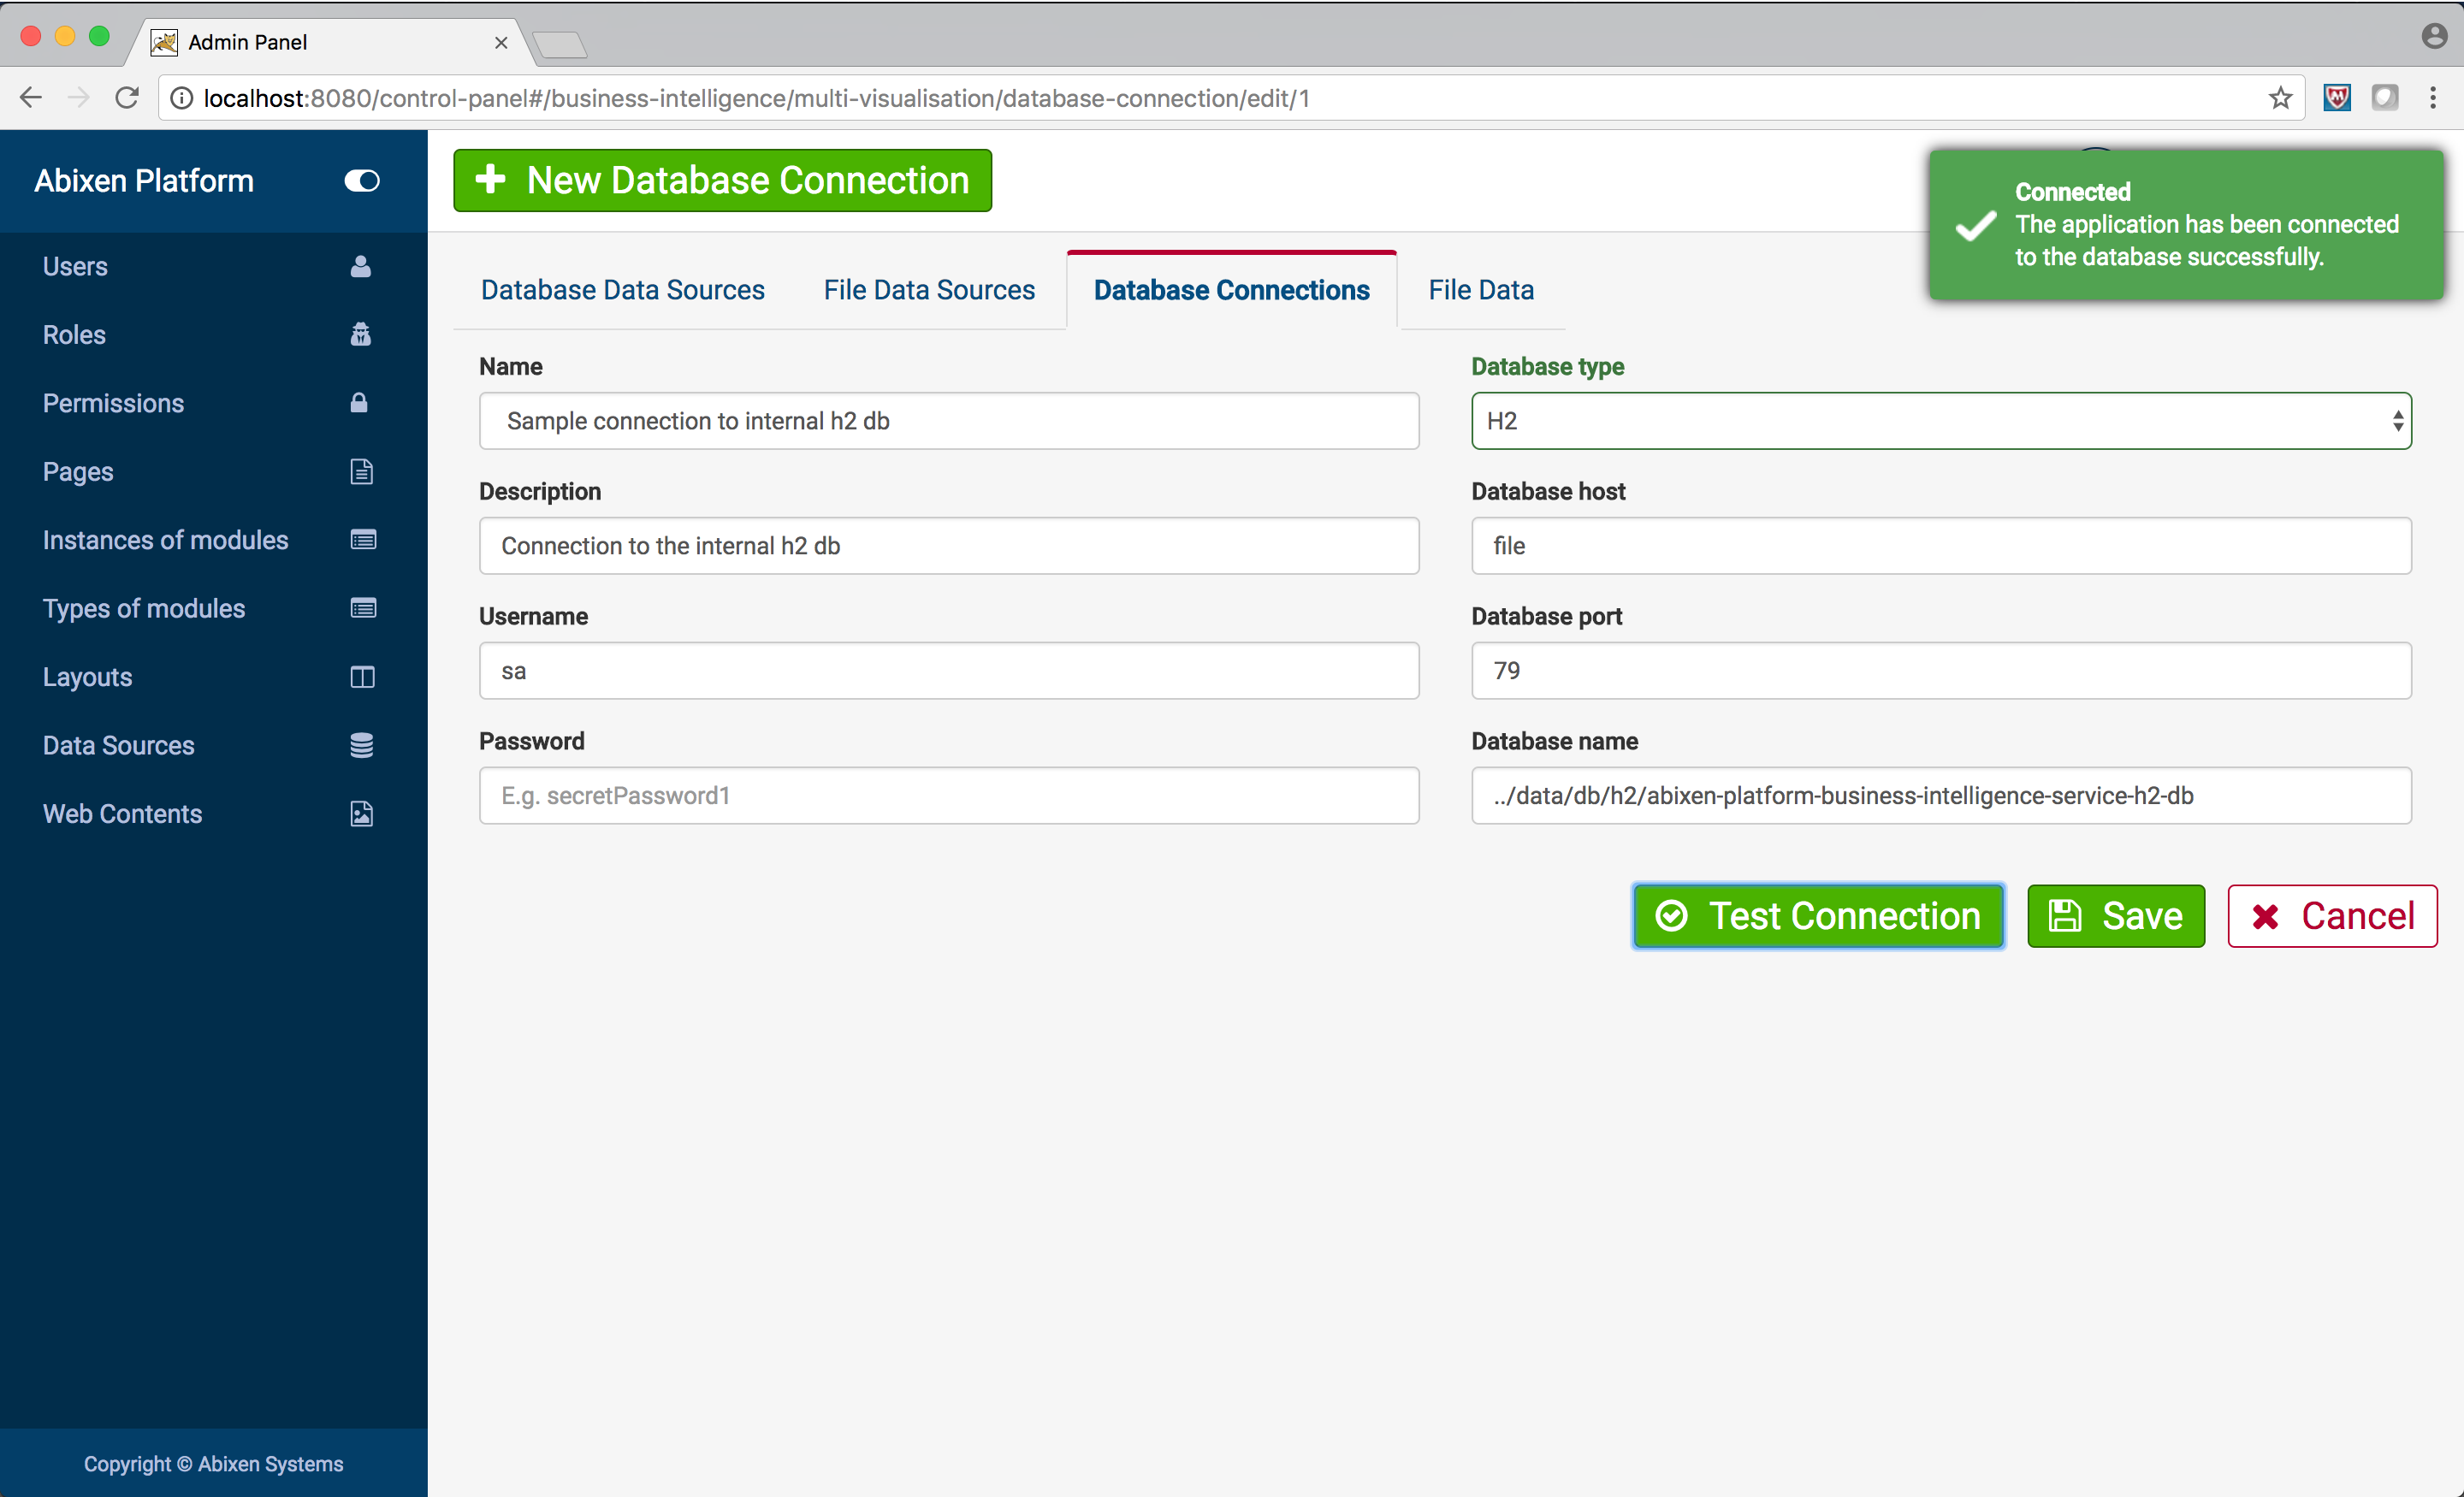 Admin Panel
localhost:8080/control-panel#/business-intelligence/multi-visualisation/database-connection/edit/1
Abixen Platform
New Database Connection
Connected
The application has been connected
to the database successfully.
Users
Roles
Permissions
Pages
Instances of modules
Types of modules
Layouts
Data Sources
Web Contents
Database Data Sources
File Data Sources
Database Connections
File Data
Name
Sample connection to internal h2 db
Database type
H2
Description
Connection to the internal h2 db
Database host
file
Username
sa
Database port
79
Password
E.g. secretPassword1
Database name
../data/db/h2/abixen-platform-business-intelligence-service-h2-db
Test Connection
Save
Cancel
Copyright © Abixen Systems